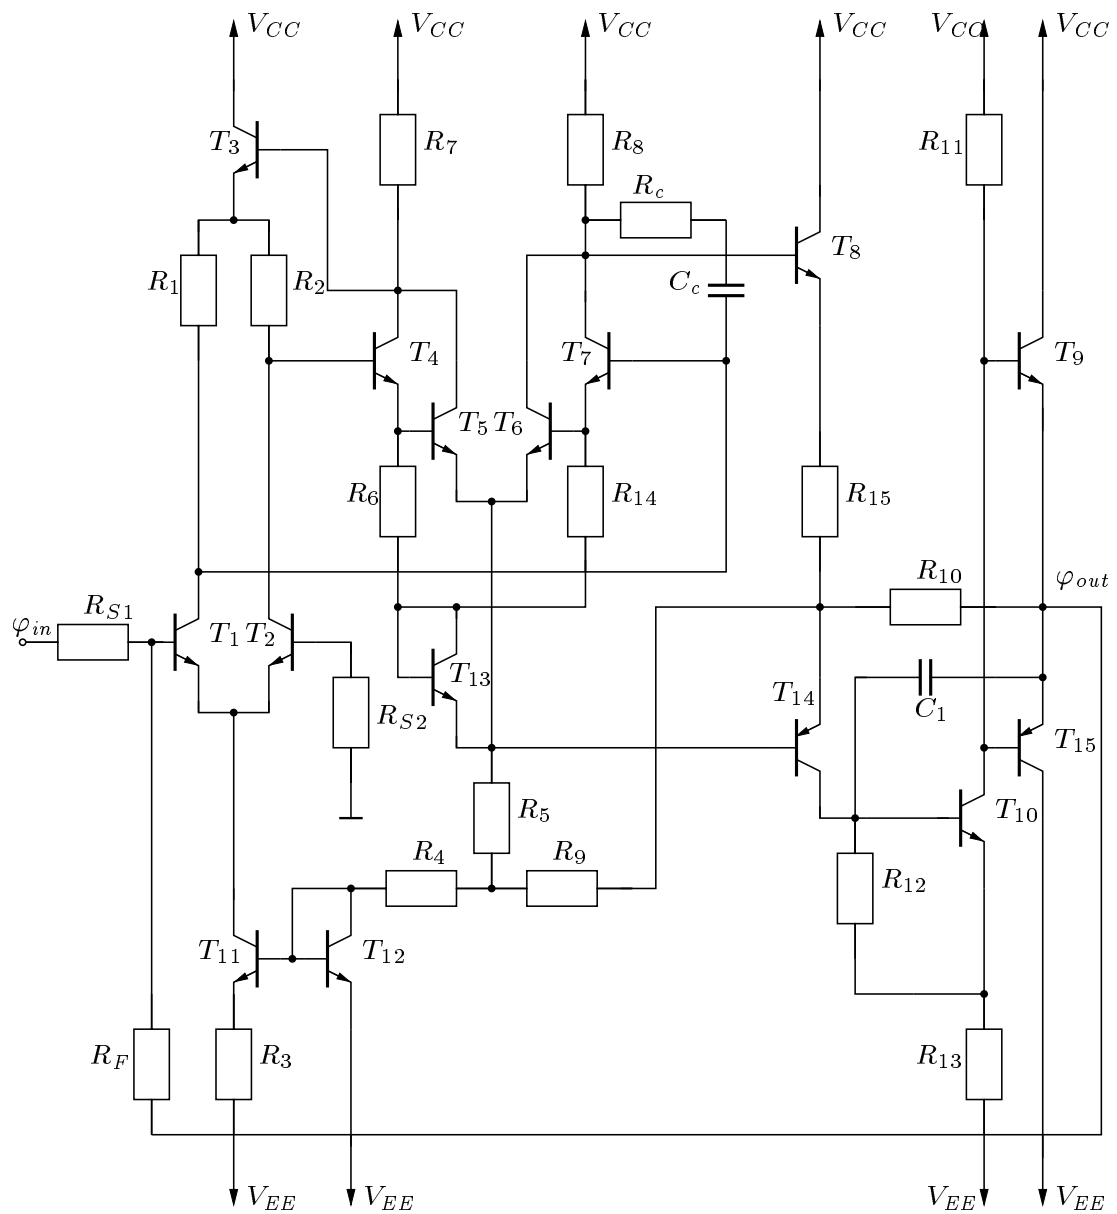 V_CC V_CC V_CC V_CC V_CC V_CC
T_3 R_7 R_8 R_11
R_c
T_8
R_1 R_2 C_c
T_4 T_7 T_9
T_5 T_6
R_6 R_14 R_15
R_10 φ_out
R_S1
φ_in T_1 T_2
T_13
T_14
R_S2 C_1
T_15
R_5 T_10
R_4 R_9
R_12
T_11 T_12
R_F R_3 R_13
V_EE V_EE V_EE